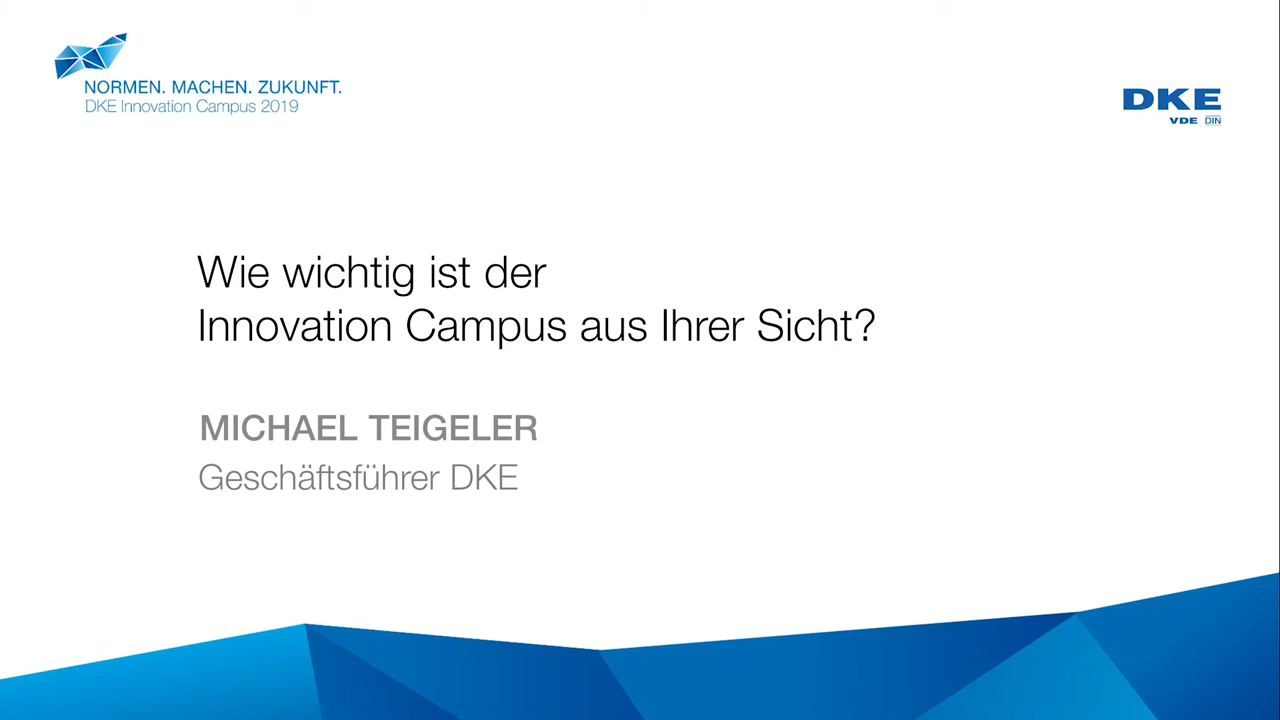 NORMEN. MACHEN. ZUKUNFT.
DKE Innovation Campus 2019
DKE
VDE DIN
Wie wichtig ist der
Innovation Campus aus Ihrer Sicht?
MICHAEL TEIGELER
Geschäftsführer DKE